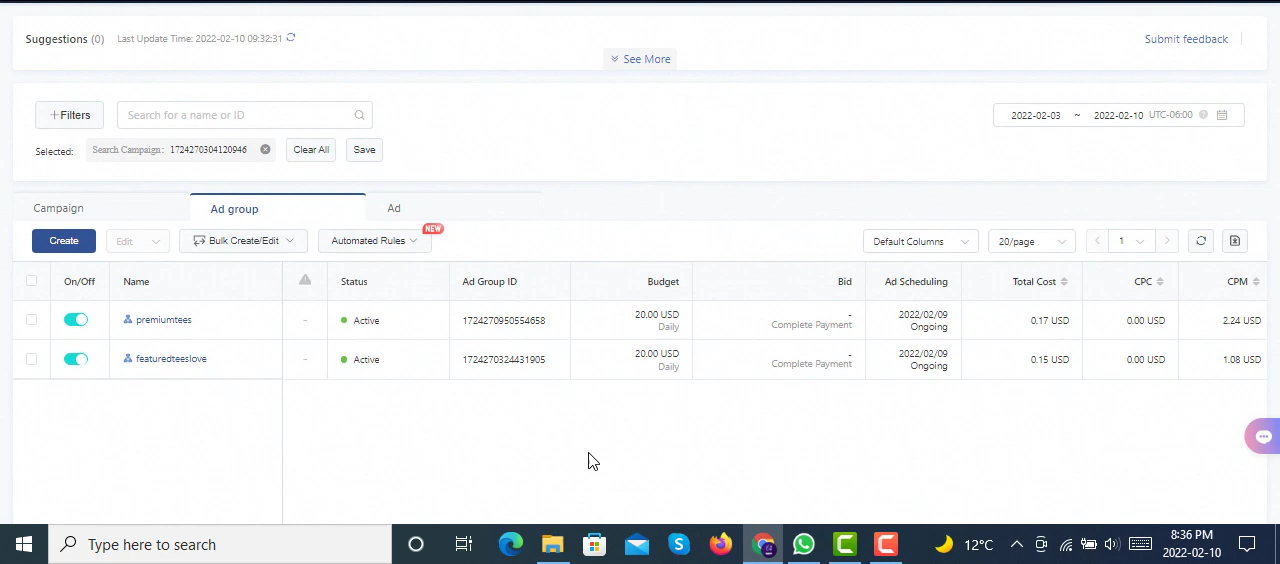 Suggestions (0) Last Update Time: 2022-02-10 09:32:31 Submit feedback
See More
+Filters Search for a name or ID 2022-02-03 ~ 2022-02-10 UTC-06:00
Selected: Search Campaign: 1724270304120946 Clear All Save
Campaign Ad group Ad
NEW
Create Edit Bulk Create/Edit Automated Rules Default Columns 20/page 1
On/Off Name Status Ad Group ID Budget Bid Ad Scheduling Total Cost CPC CPM
premiumtees - Active 1724270950554658 20.00 USD Daily - Complete Payment 2022/02/09 Ongoing 0.17 USD 0.00 USD 2.24 USD
featuredteeslove - Active 1724270324431905 20.00 USD Daily - Complete Payment 2022/02/09 Ongoing 0.15 USD 0.00 USD 1.08 USD
Type here to search 12°C 8:36 PM
2022-02-10